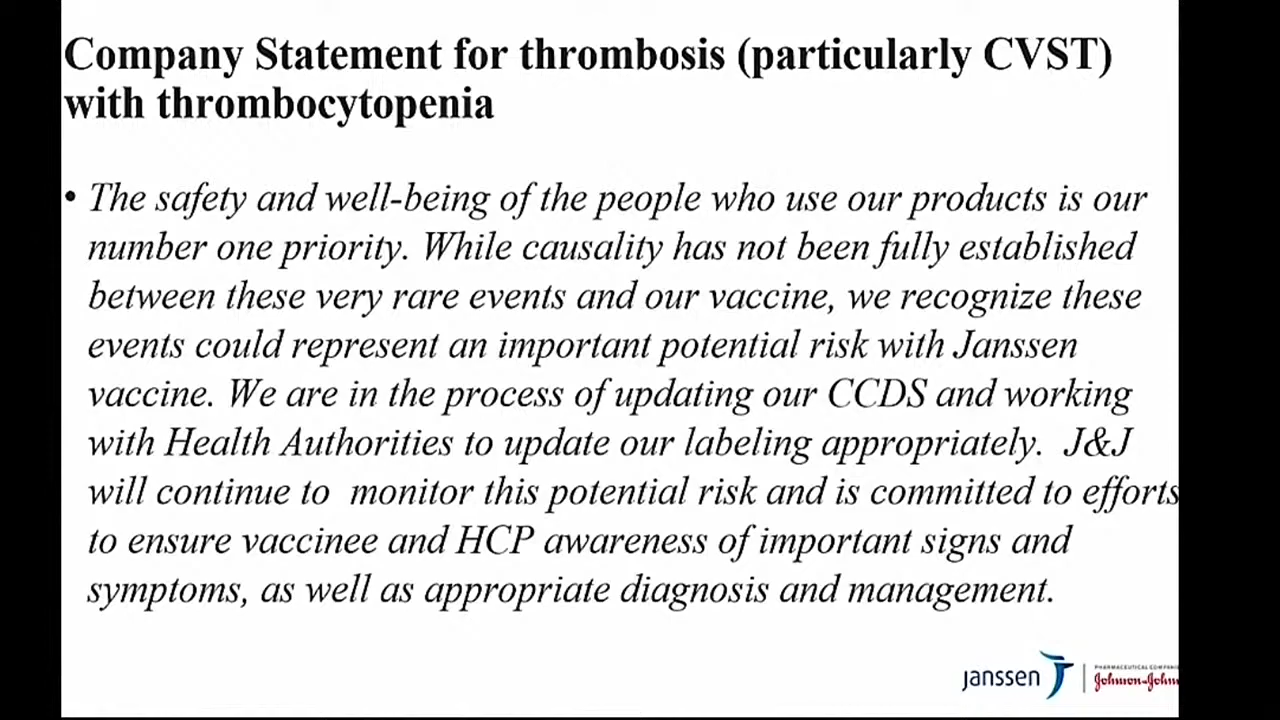 Company Statement for thrombosis (particularly CVST)
with thrombocytopenia
• The safety and well-being of the people who use our products is our
number one priority. While causality has not been fully established
between these very rare events and our vaccine, we recognize these
events could represent an important potential risk with Janssen
vaccine. We are in the process of updating our CCDS and working
with Health Authorities to update our labeling appropriately.  J&J
will continue to  monitor this potential risk and is committed to efforts
to ensure vaccinee and HCP awareness of important signs and
symptoms, as well as appropriate diagnosis and management.
janssen
PHARMACEUTICAL COMPANI
Johnson-John